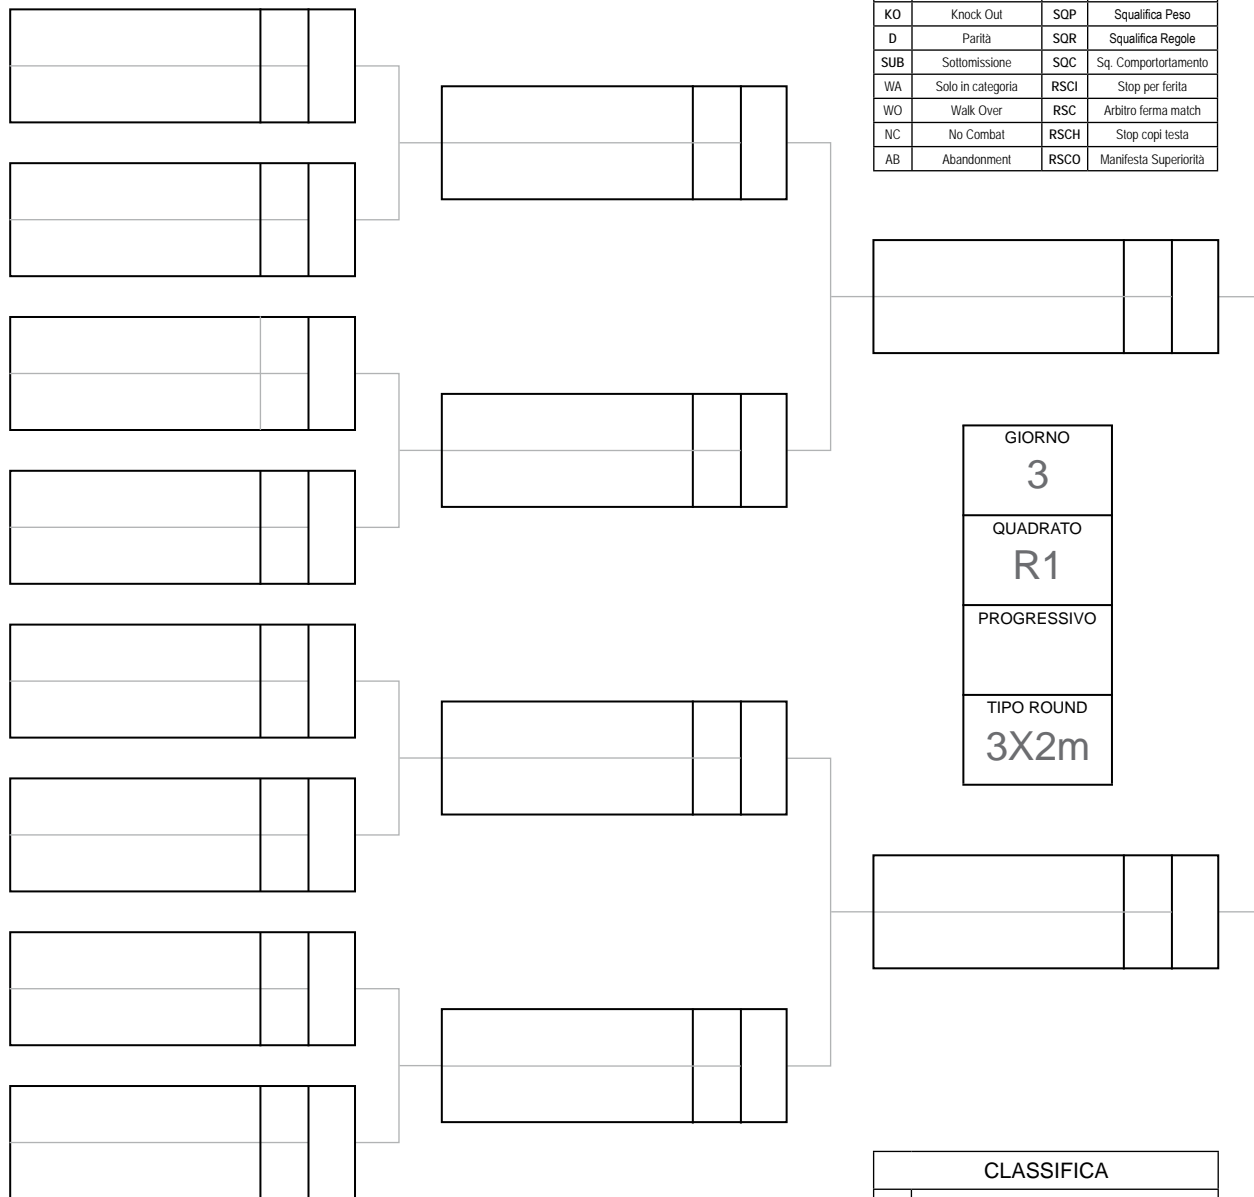 KO Knock Out SQP Squalifica Peso
D Parità SQR Squalifica Regole
SUB Sottomissione SQC Sq. Comportortamento
WA Solo in categoria RSCI Stop per ferita
WO Walk Over RSC Arbitro ferma match
NC No Combat RSCH Stop copi testa
AB Abandonment RSCO Manifesta Superiorità
GIORNO
3
QUADRATO
R1
PROGRESSIVO
TIPO ROUND
3X2m
CLASSIFICA